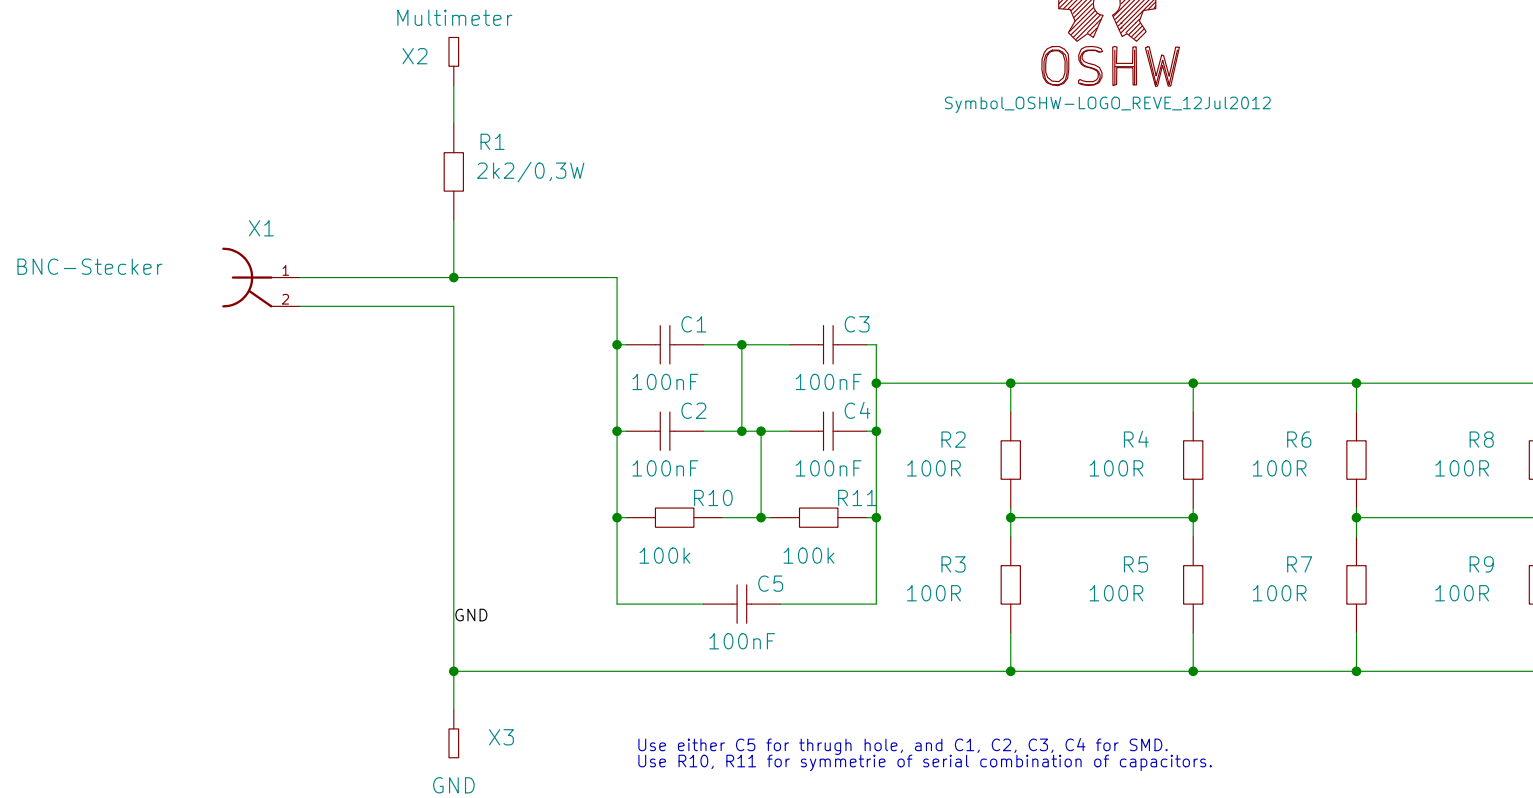 Multimeter
X2
OSHW
Symbol_OSHW-LOGO_REVE_12Jul2012
R1
2k2/0,3W
X1
BNC-Stecker
1
2
C1
C3
100nF
100nF
C2
C4
100nF
100nF
R2
R4
R6
R8
100R
100R
100R
100R
R10
R11
100k
100k
R3
R5
R7
R9
100R
100R
100R
100R
C5
100nF
GND
X3
GND
Use either C5 for thrugh hole, and C1, C2, C3, C4 for SMD.
Use R10, R11 for symmetrie of serial combination of capacitors.